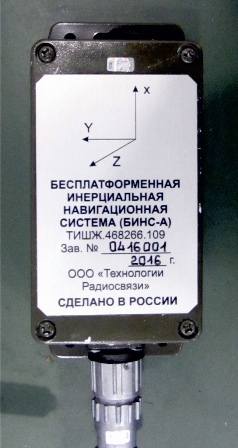 X
Y
Z
БЕСПЛАТФОРМЕННАЯ
ИНЕРЦИАЛЬНАЯ
НАВИГАЦИОННАЯ
СИСТЕМА (БИНС-А)
ТИШЖ.468266.109
Зав. № 0416001
2016 г.
ООО «Технологии
Радиосвязи»
СДЕЛАНО В РОССИИ